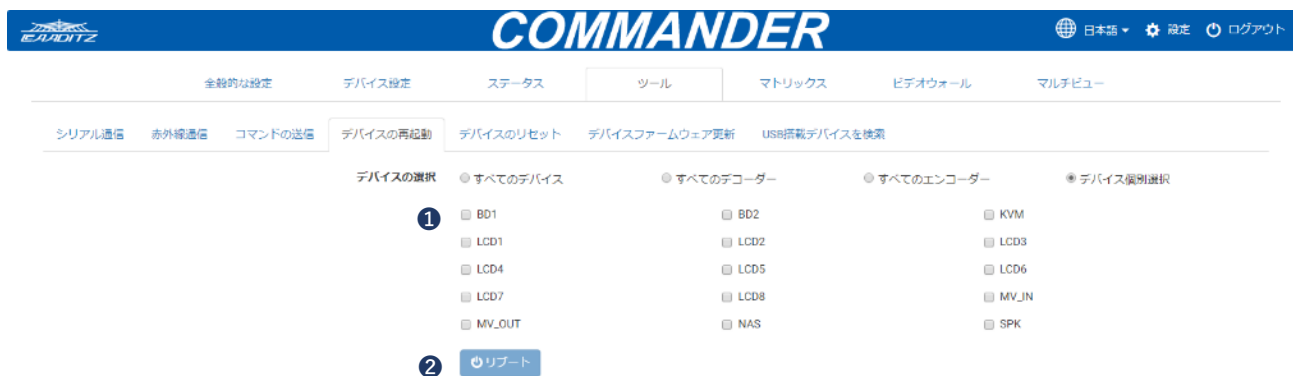 COMMANDER
日本語 設定 ログアウト
全般的な設定 デバイス設定 ステータス ツール マトリックス ビデオウォール マルチビュー
シリアル通信 赤外線通信 コマンドの送信 デバイスの再起動 デバイスのリセット デバイスファームウェア更新 USB搭載デバイスを検索
デバイスの選択 すべてのデバイス すべてのデコーダー すべてのエンコーダー デバイス個別選択
1 BD1 BD2 KVM
LCD1 LCD2 LCD3
LCD4 LCD5 LCD6
LCD7 LCD8 MV_IN
MV_OUT NAS SPK
2 リブート